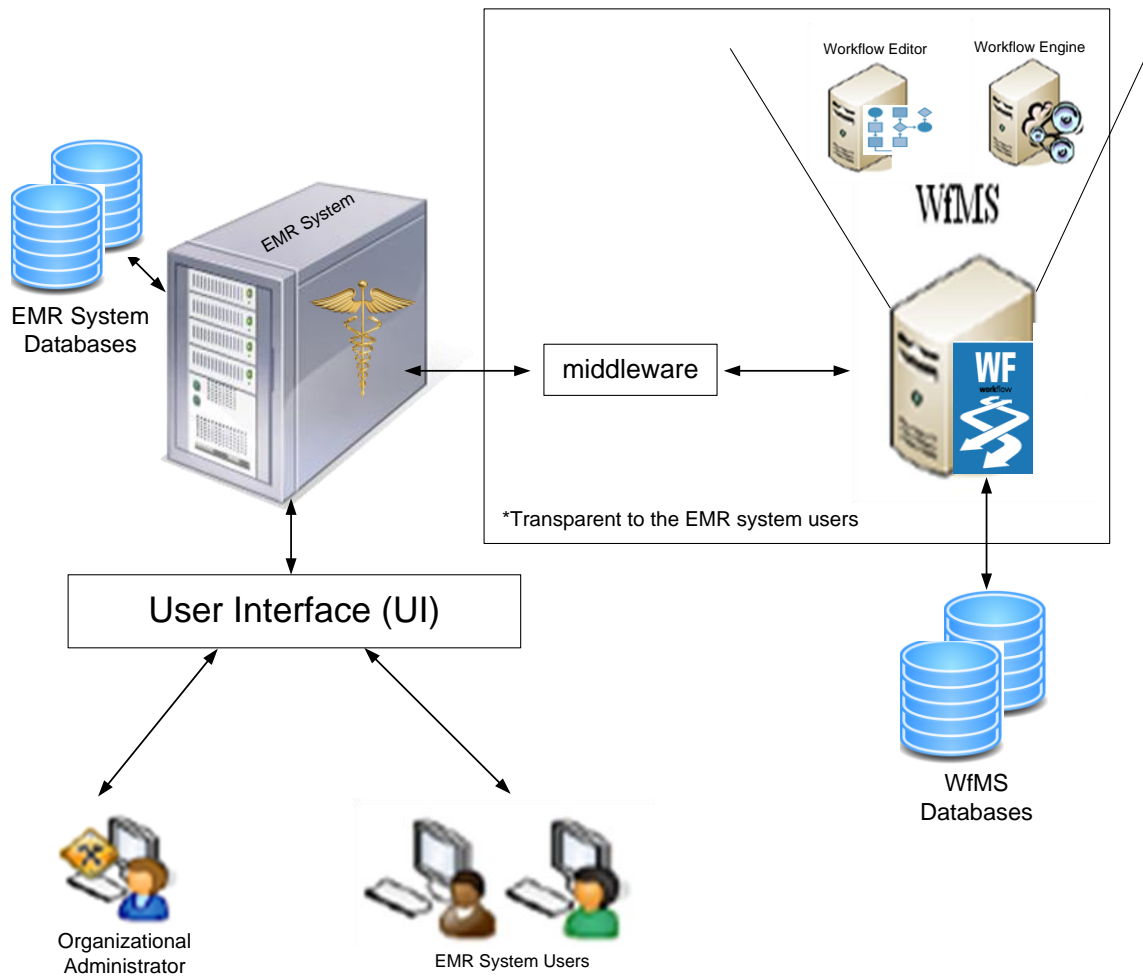 Workflow Editor
Workflow Engine
WfMS
EMR System
EMR System
Databases
middleware
WF
workflow
*Transparent to the EMR system users
User Interface (UI)
WfMS
Databases
Organizational
Administrator
EMR System Users